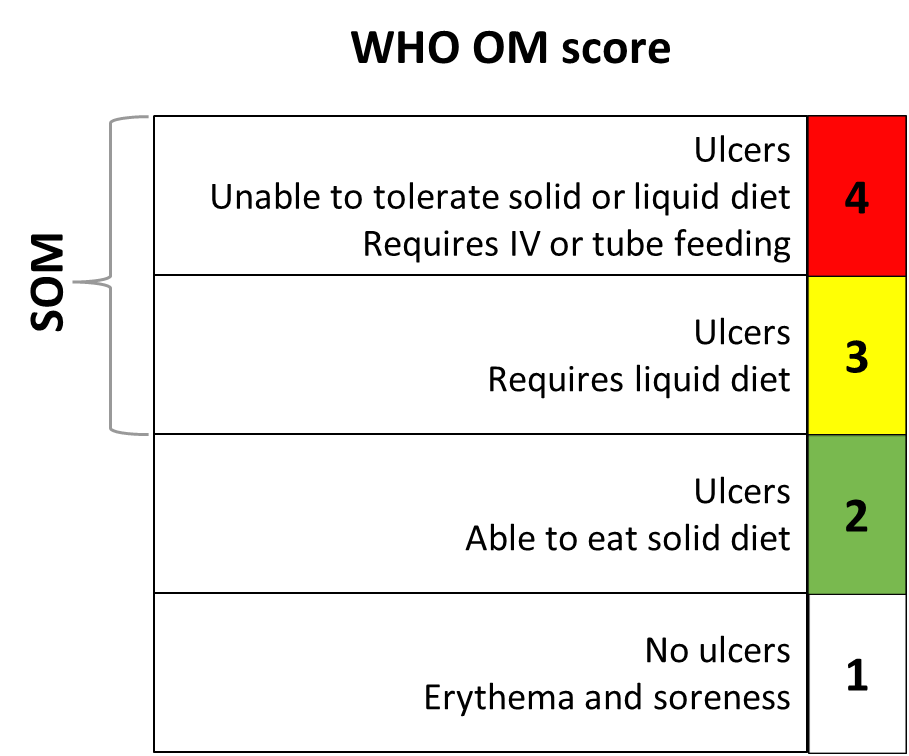 WHO OM score
SOM
Ulcers
Unable to tolerate solid or liquid diet
Requires IV or tube feeding
4
Ulcers
Requires liquid diet
3
Ulcers
Able to eat solid diet
2
No ulcers
Erythema and soreness
1